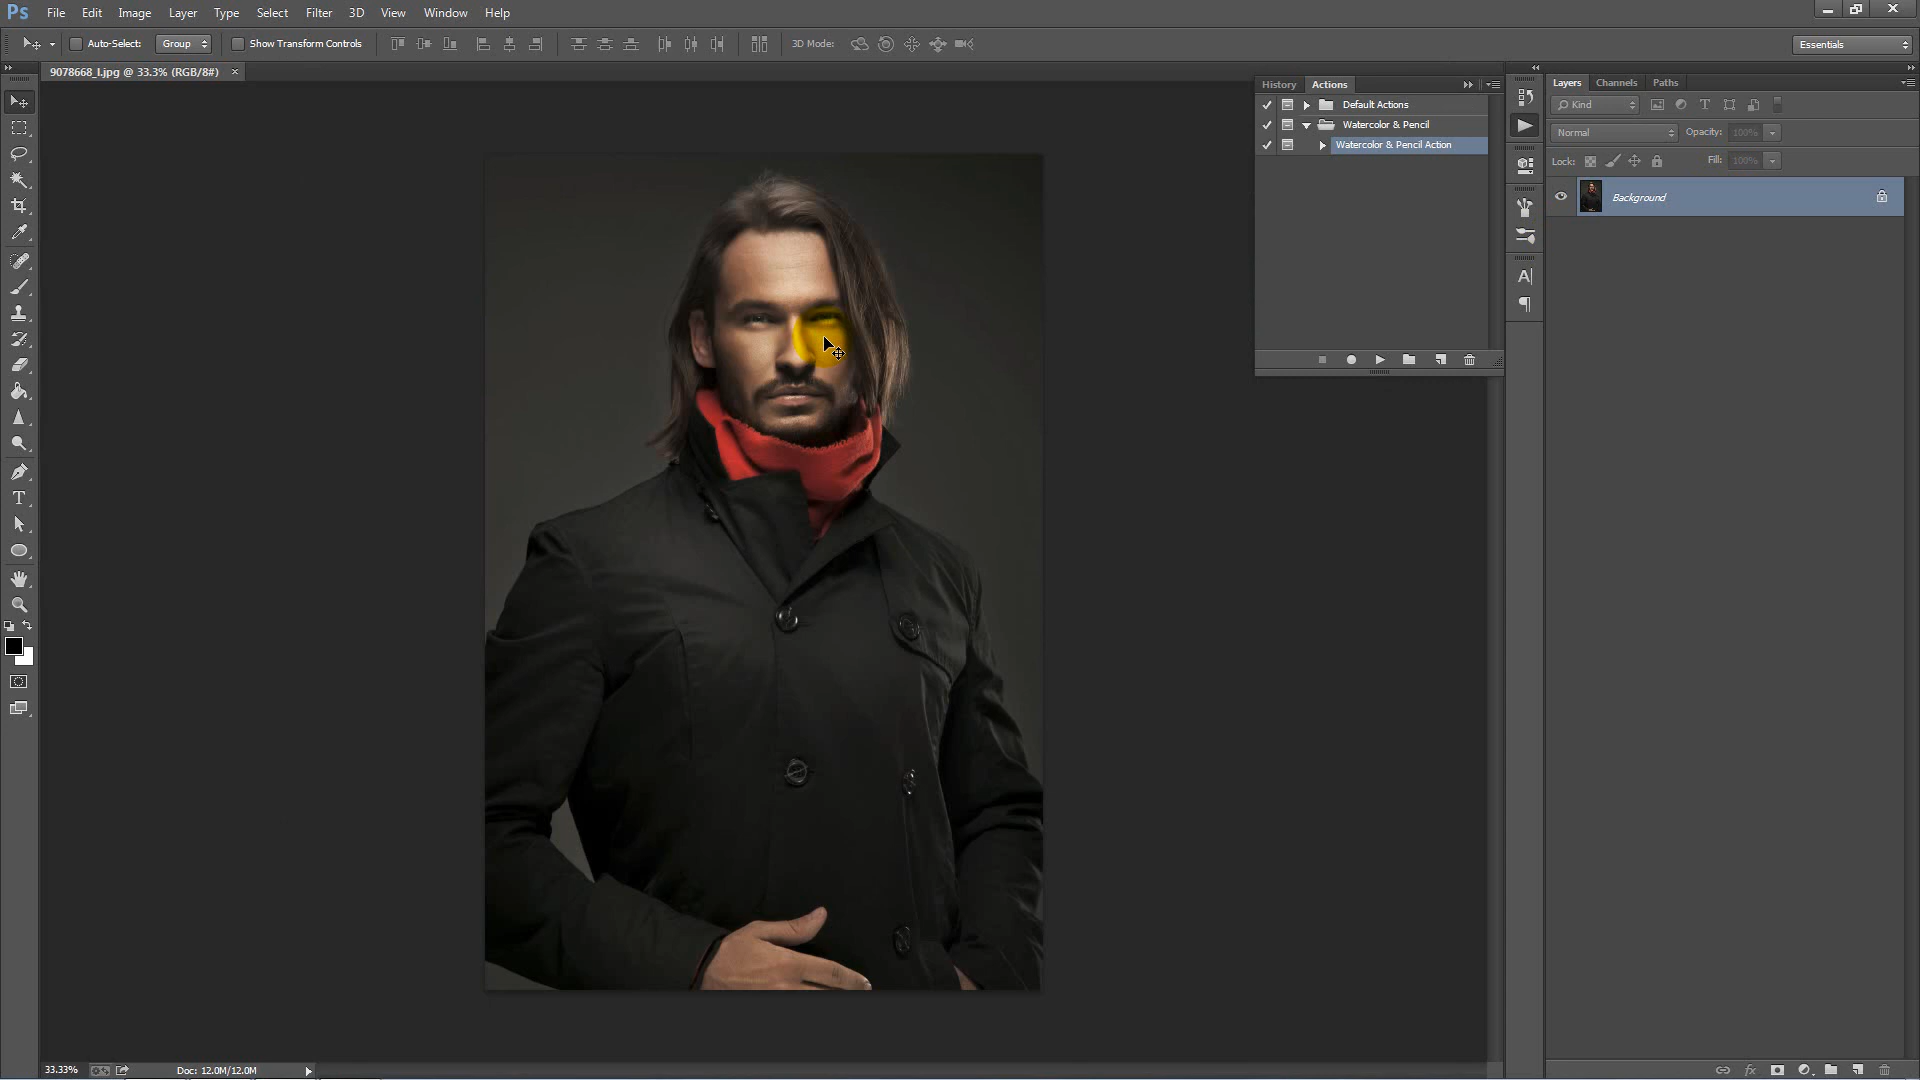 Ps File Edit Image Layer Type Select Filter 3D View Window Help
Auto-Select: Group Show Transform Controls 3D Mode: Essentials
9078668_l.jpg @ 33.3% (RGB/8#) ×
History Actions
Default Actions
Watercolor & Pencil
Watercolor & Pencil Action
Layers Channels Paths
Kind
Normal Opacity: 100%
Lock: Fill: 100%
Background
33.33% Doc: 12.0M/12.0M